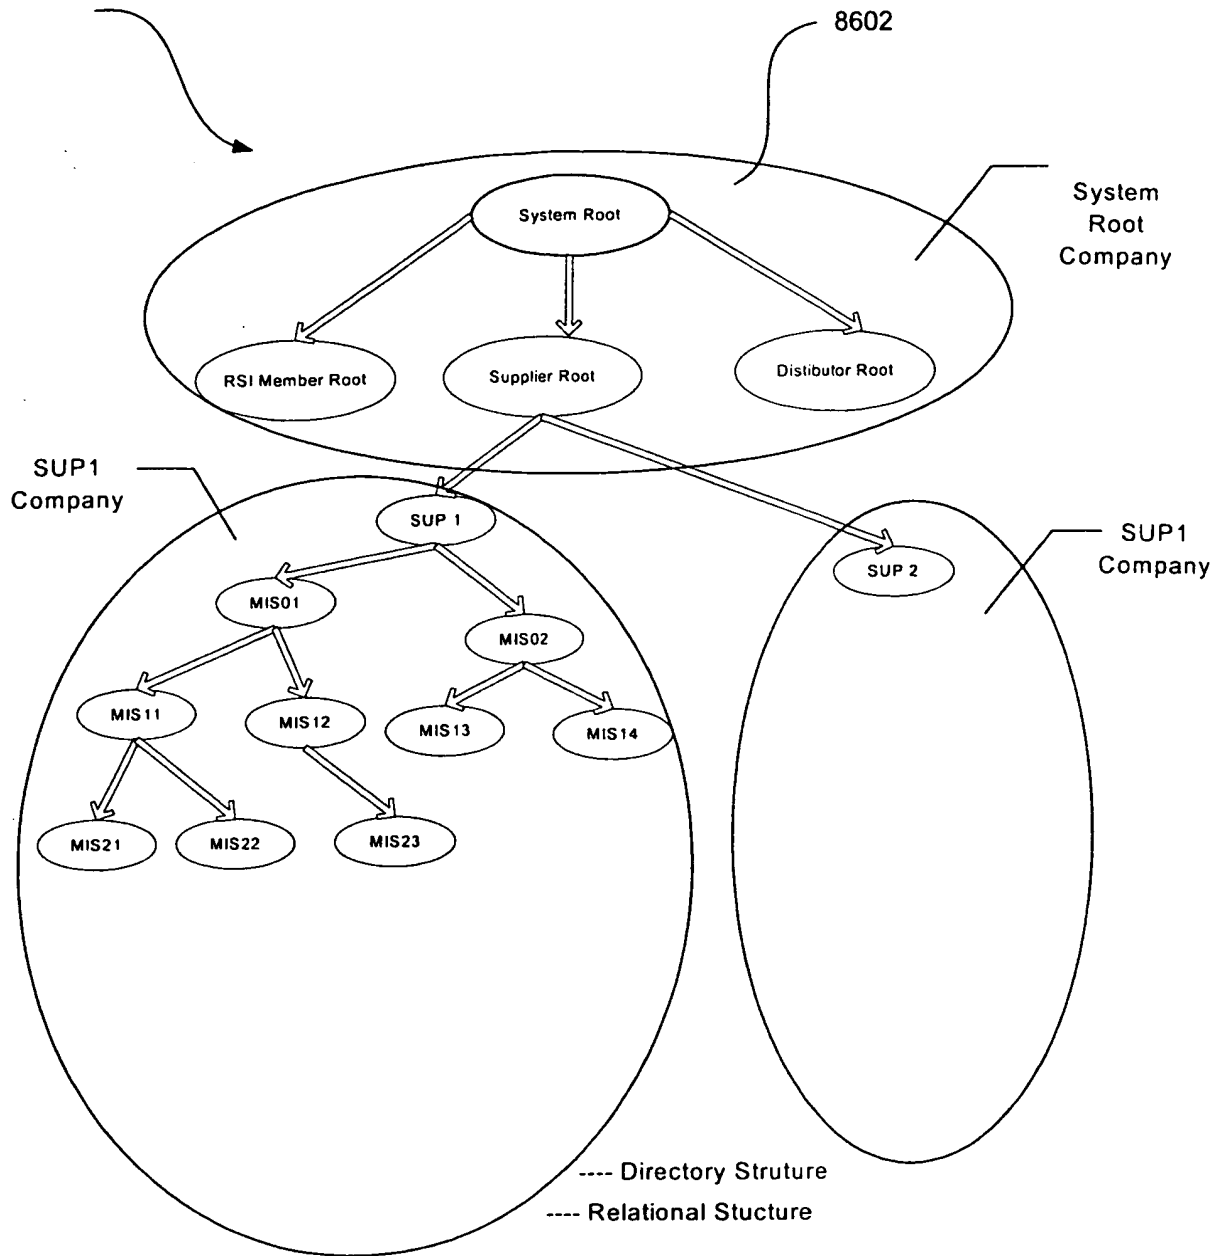 8602
System Root
System
Root
Company
RSI Member Root
Supplier Root
Distibutor Root
SUP1
Company
SUP 1
SUP1
Company
SUP 2
MIS01
MIS02
MIS11
MIS12
MIS13
MIS14
MIS21
MIS22
MIS23
---- Directory Struture
---- Relational Stucture